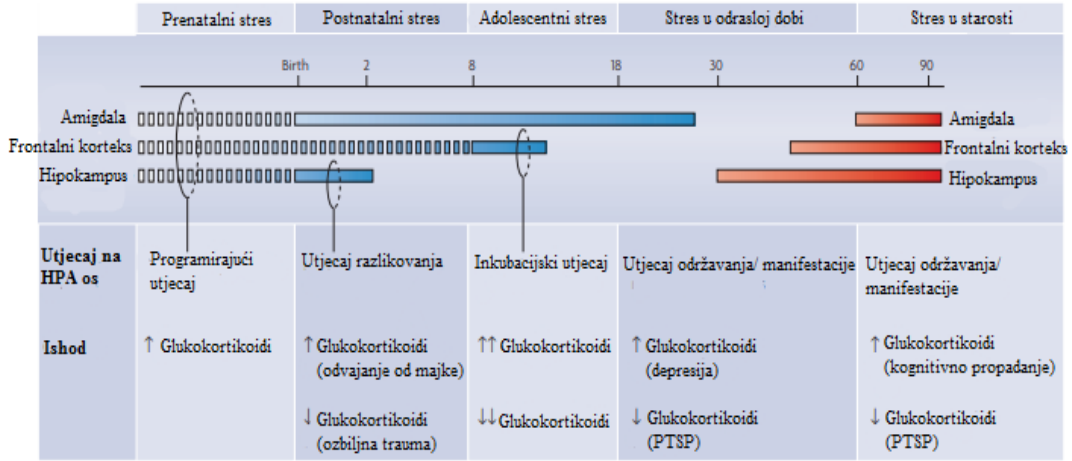 Prenatalni stres
Postnatalni stres
Adolescentni stres
Stres u odrasloj dobi
Stres u starosti
Birth 2 8 18 30 60 90
Amigdala
Amigdala
Frontalni korteks
Frontalni korteks
Hipokampus
Hipokampus
Utjecaj na
HPA os
Programirajući
utjecaj
Utjecaj razlikovanja
Inkubacijski utjecaj
Utjecaj održavanja/ manifestacije
Utjecaj održavanja/
manifestacije
Ishod
↑ Glukokortikoidi
↑ Glukokortikoidi
(odvajanje od majke)
↑↑ Glukokortikoidi
↑ Glukokortikoidi
(depresija)
↑ Glukokortikoidi
(kognitivno propadanje)
↓ Glukokortikoidi
(ozbiljna trauma)
↓↓ Glukokortikoidi
↓ Glukokortikoidi
(PTSP)
↓ Glukokortikoidi
(PTSP)